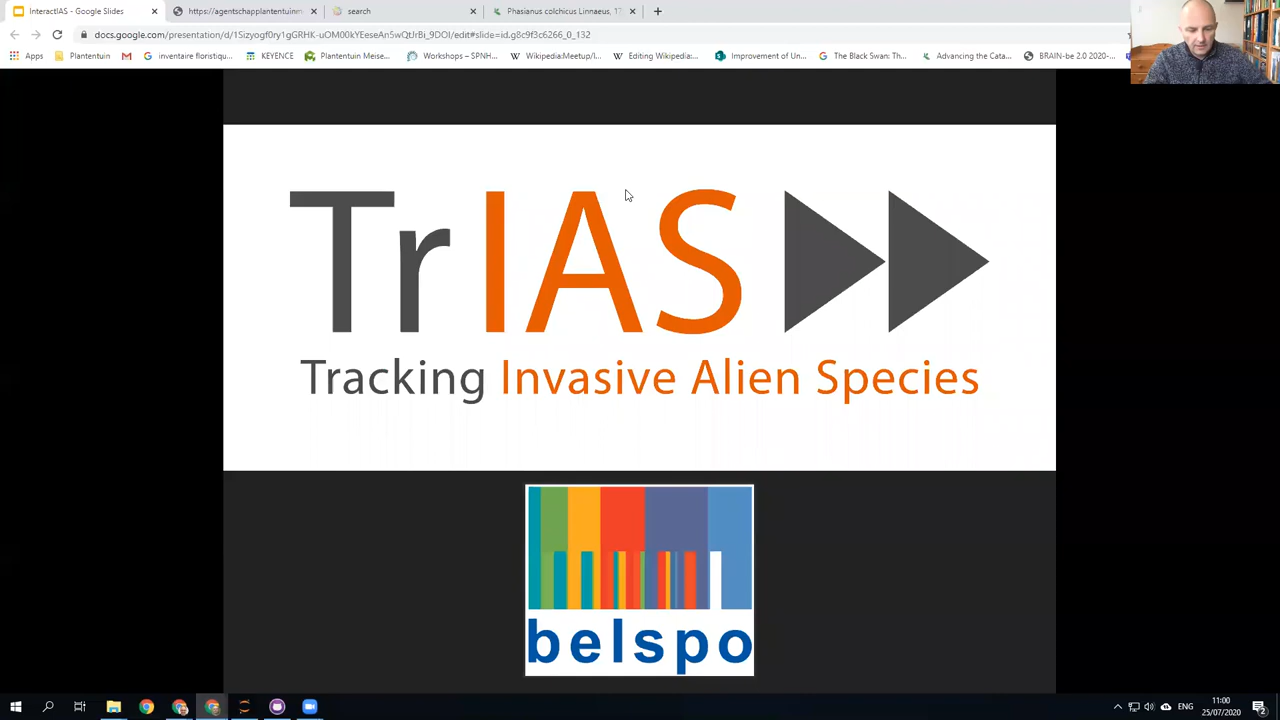 InteractIAS - Google Slides
https://agentschapplantentuinm
search
Phasianus colchicus Linnaeus, 17
docs.google.com/presentation/d/1Sizyogf0ry1gGRHK-uOM00kYEeseAn5wQtJrBi_9DOI/edit#slide=id.g8c9f3c6266_0_132
Apps
Plantentuin
inventaire floristiqu...
KEYENCE
Plantentuin Meise...
Workshops – SPNH...
Wikipedia:Meetup/I...
Editing Wikipedia:...
Improvement of Un...
The Black Swan: Th...
Advancing the Cata...
BRAIN-be 2.0 2020-...
TrIAS
Tracking Invasive Alien Species
belspo
ENG
11:00
25/07/2020
2